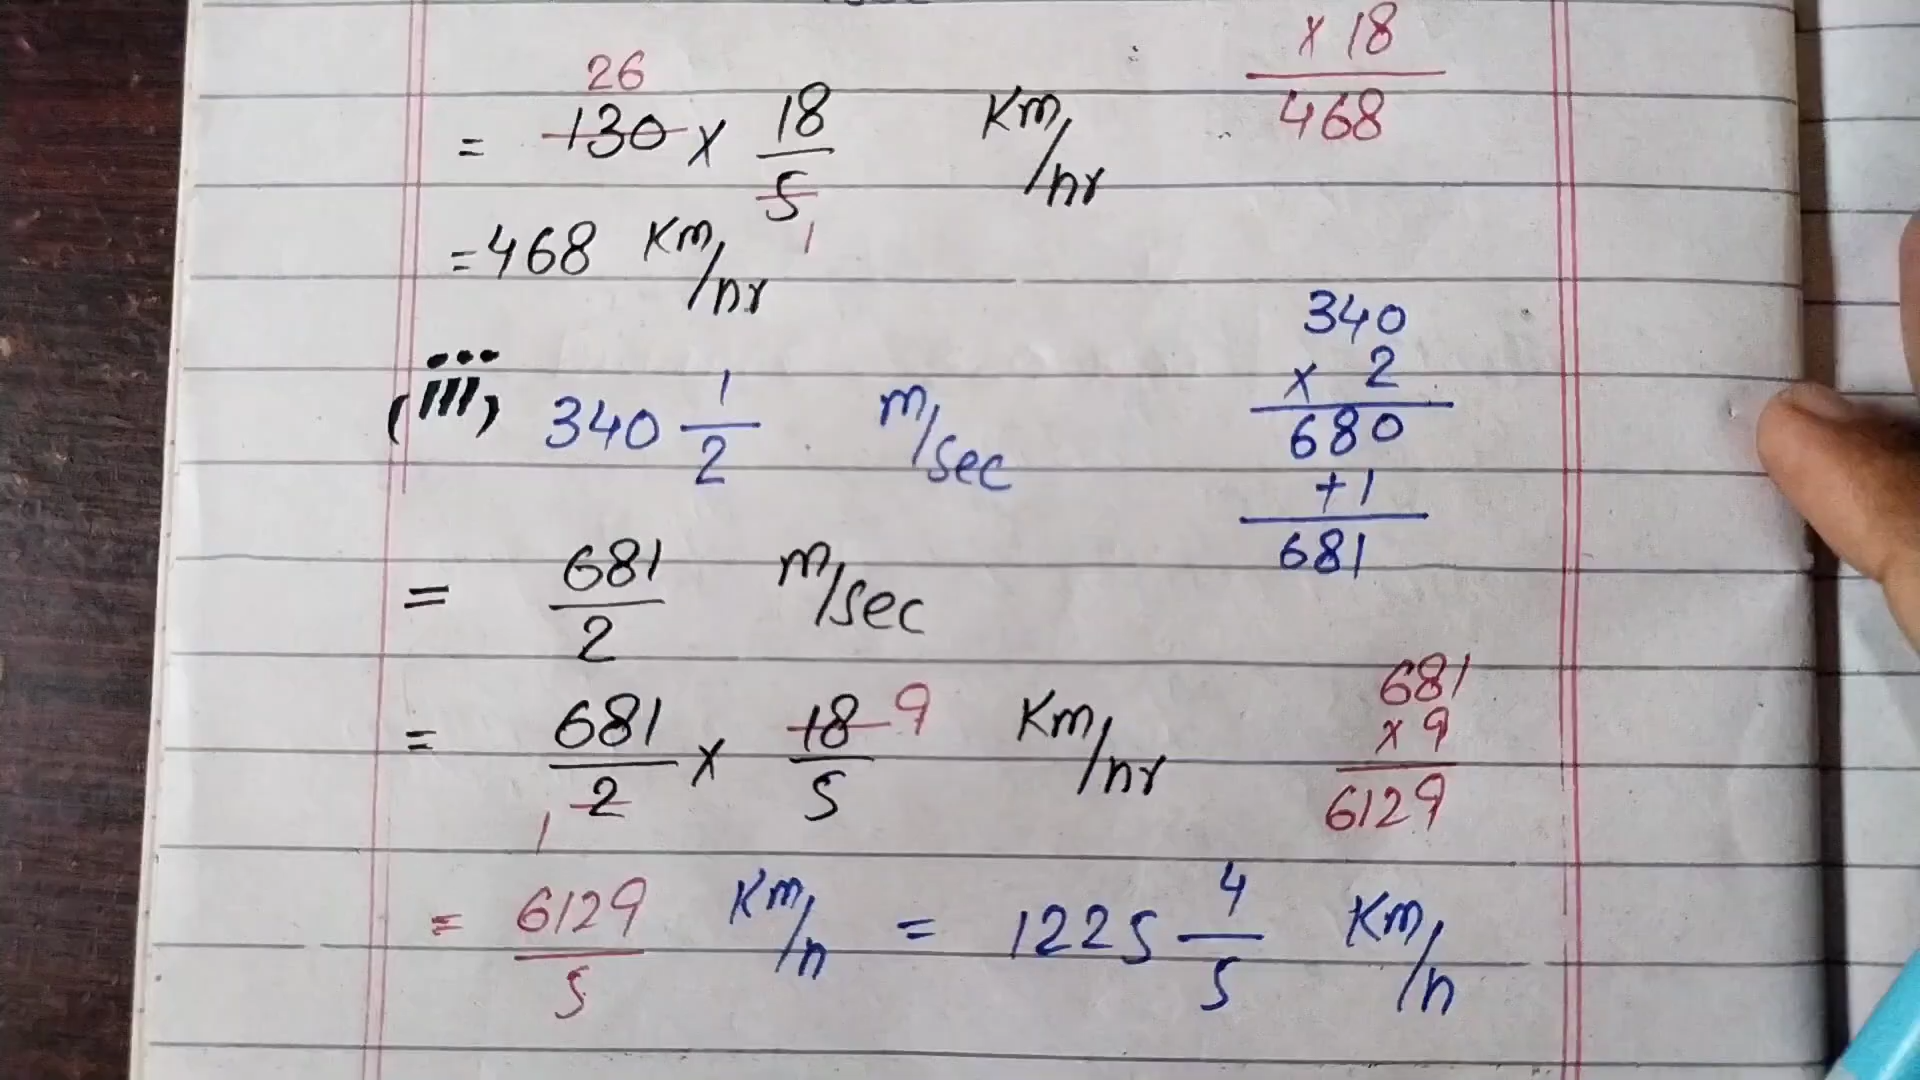 26
= 130 x 18/5 Km/hr
1
= 468 Km/hr
x 18
468
(iii) 340 1/2 m/sec
340
x 2
680
+1
681
= 681/2 m/sec
= 681/2 x 18/5 Km/hr
9
1
681
x 9
6129
= 6129/5 Km/h = 1225 4/5 Km/h